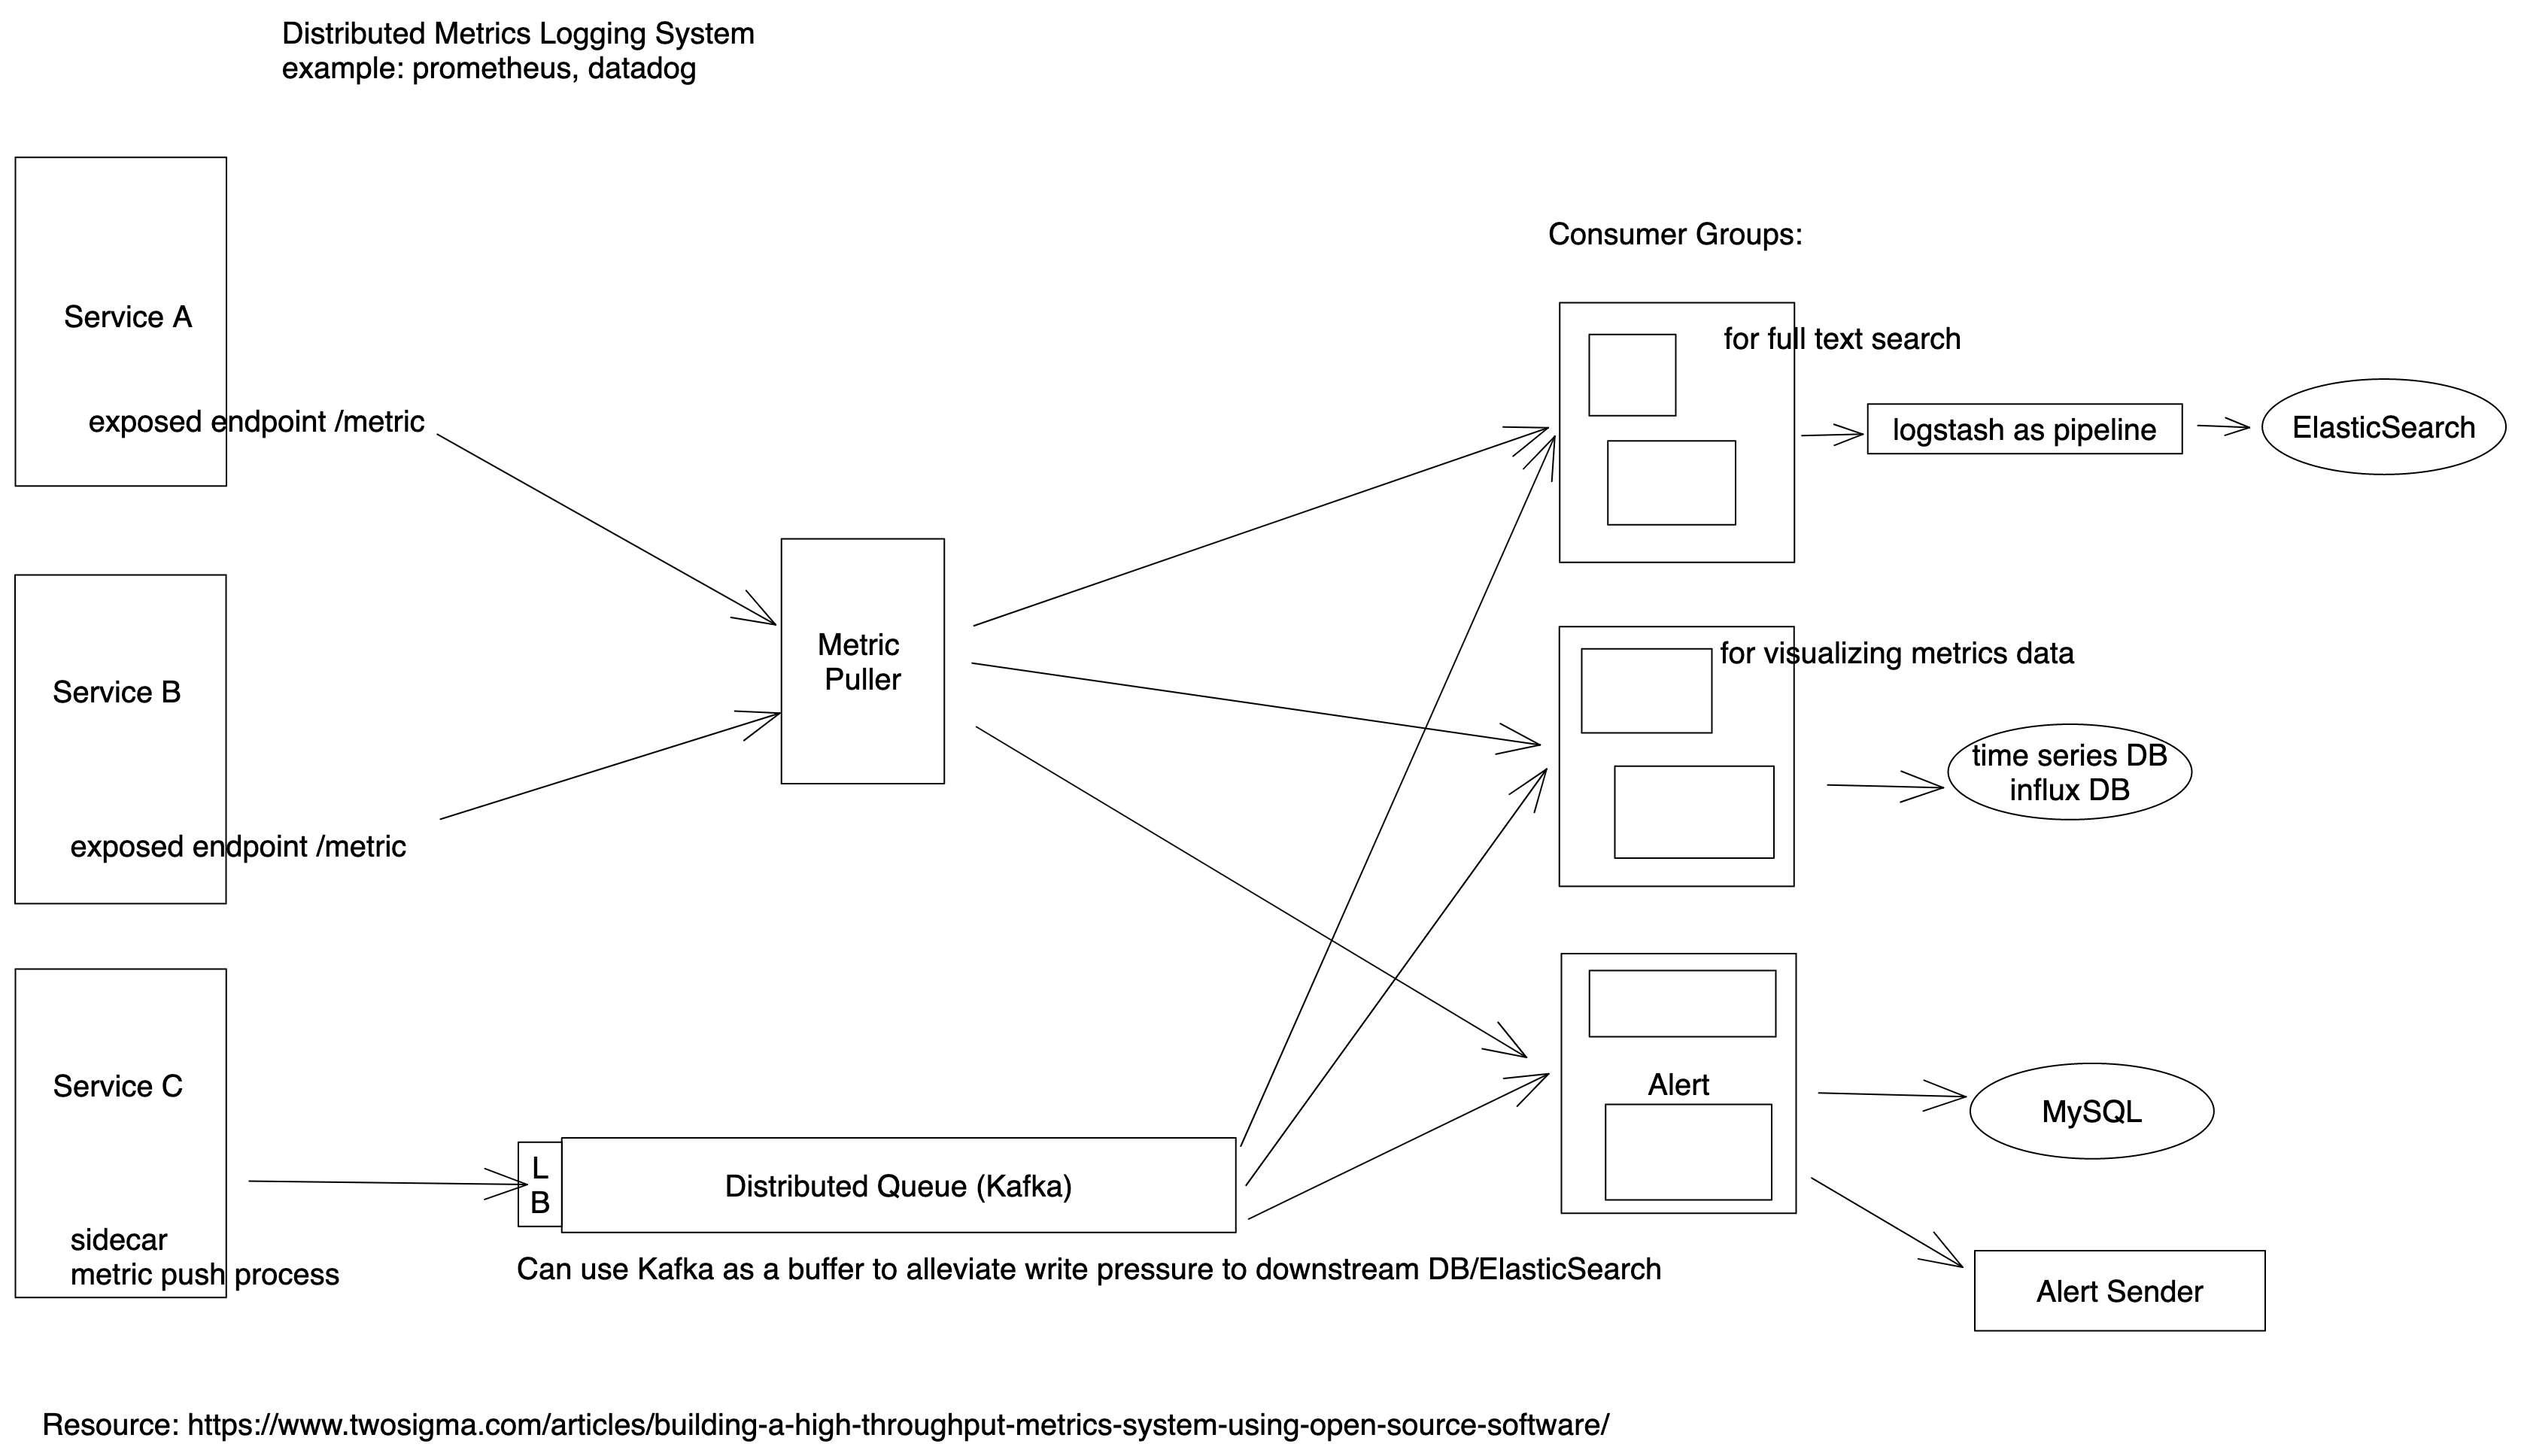 Distributed Metrics Logging System
example: prometheus, datadog
Service A
exposed endpoint /metric
Service B
exposed endpoint /metric
Service C
sidecar
metric push process
Metric
Puller
L
B
Distributed Queue (Kafka)
Can use Kafka as a buffer to alleviate write pressure to downstream DB/ElasticSearch
Consumer Groups:
for full text search
logstash as pipeline
ElasticSearch
for visualizing metrics data
time series DB
influx DB
Alert
MySQL
Alert Sender
Resource: https://www.twosigma.com/articles/building-a-high-throughput-metrics-system-using-open-source-software/